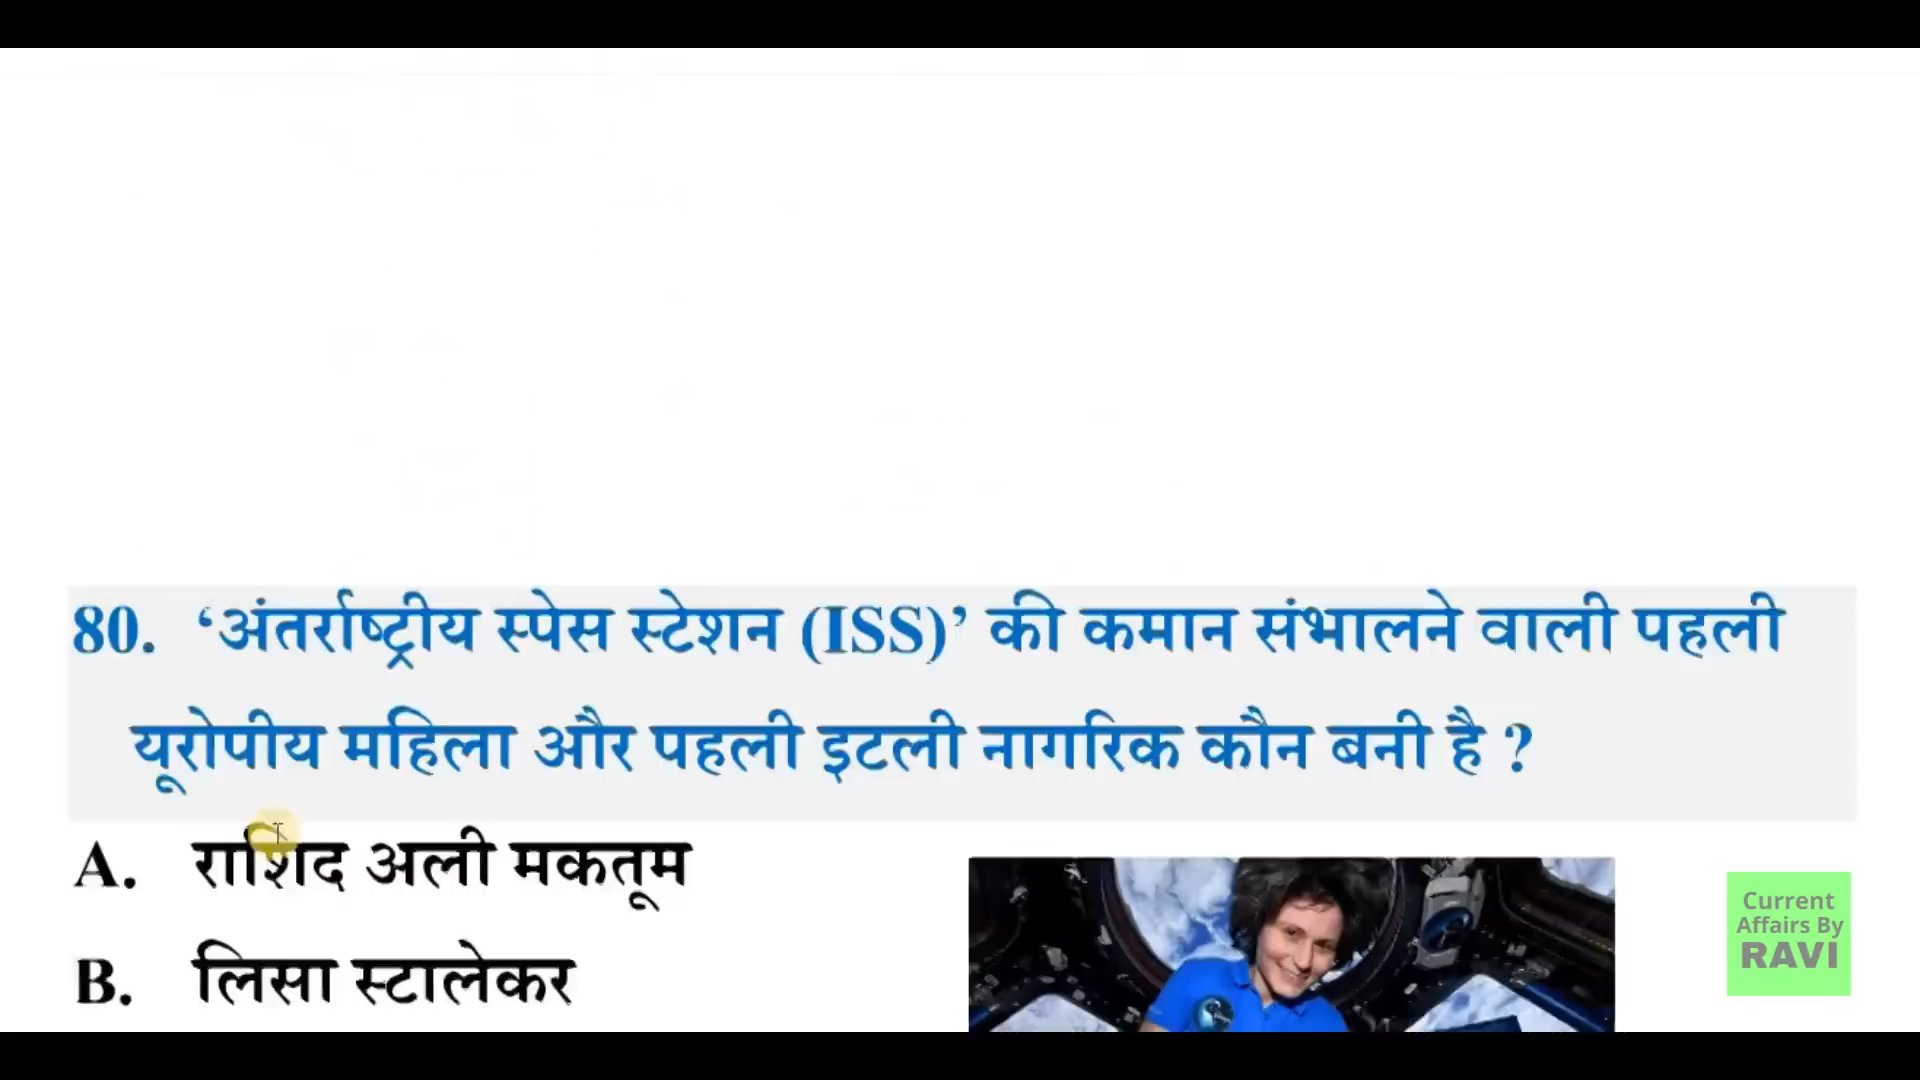 80. ‘अंतर्राष्ट्रीय स्पेस स्टेशन (ISS)’ की कमान संभालने वाली पहली
यूरोपीय महिला और पहली इटली नागरिक कौन बनी है ?
A. राशिद अली मकतूम
B. लिसा स्टालेकर
Current
Affairs By
RAVI